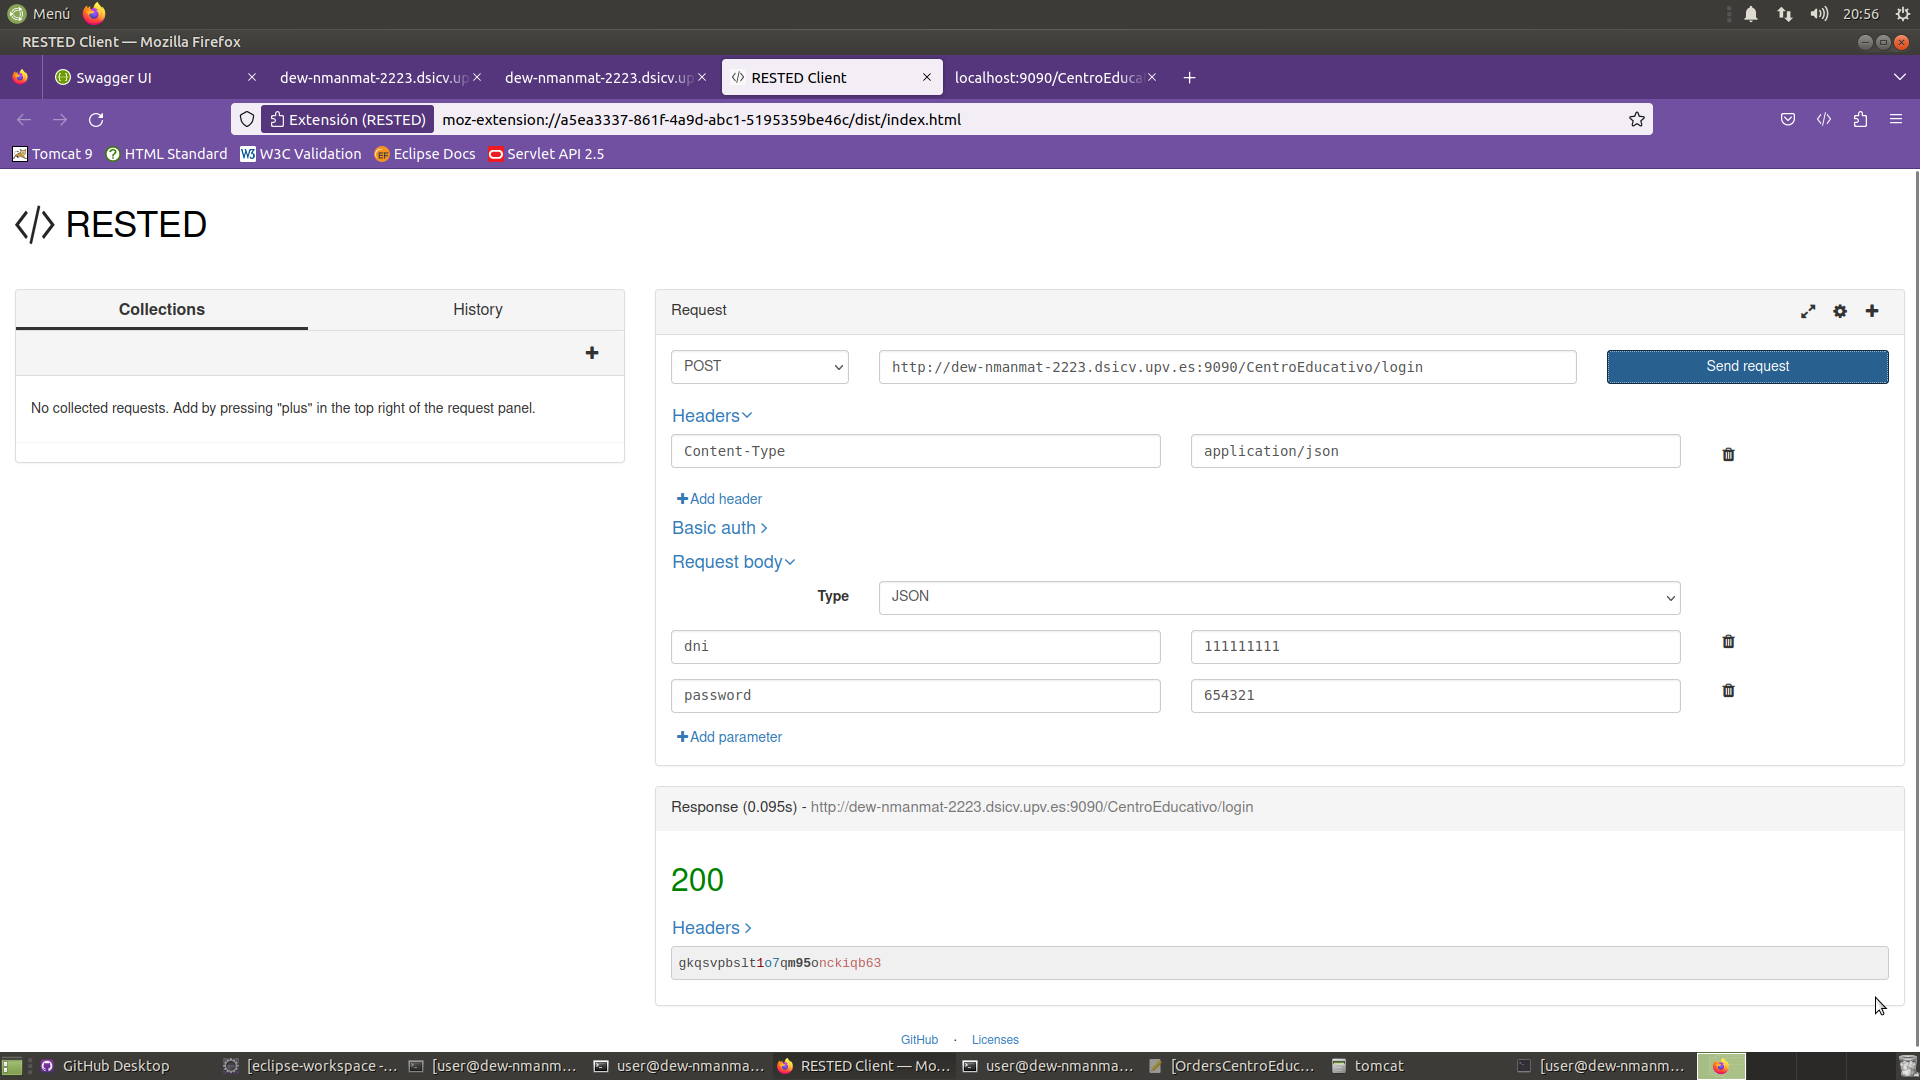 Menú
20:56
RESTED Client — Mozilla Firefox
Swagger UI
dew-nmanmat-2223.dsicv.up
dew-nmanmat-2223.dsicv.up
RESTED Client
localhost:9090/CentroEduca
Extensión (RESTED)
moz-extension://a5ea3337-861f-4a9d-abc1-5195359be46c/dist/index.html
Tomcat 9
HTML Standard
W3C Validation
Eclipse Docs
Servlet API 2.5
</> RESTED
Collections
History
No collected requests. Add by pressing "plus" in the top right of the request panel.
Request
POST
http://dew-nmanmat-2223.dsicv.upv.es:9090/CentroEducativo/login
Send request
Headers
Content-Type
application/json
Add header
Basic auth
Request body
Type
JSON
dni
111111111
password
654321
Add parameter
Response (0.095s) - http://dew-nmanmat-2223.dsicv.upv.es:9090/CentroEducativo/login
200
Headers
gkqsvpbslt1o7qm95onckiqb63
GitHub · Licenses
GitHub Desktop
[eclipse-workspace -...
[user@dew-nmanm...
user@dew-nmanma...
RESTED Client — Mo...
user@dew-nmanma...
[OrdersCentroEduc...
tomcat
[user@dew-nmanm...